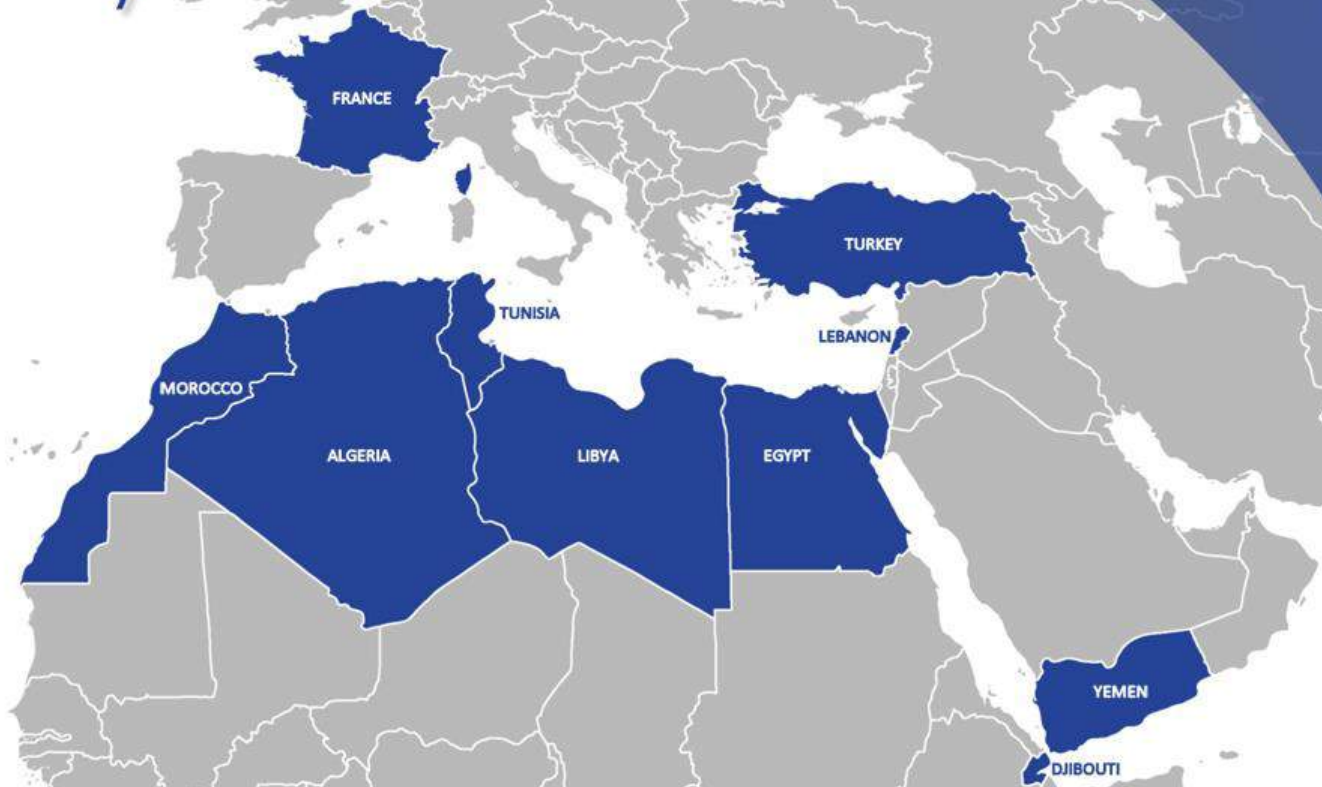 FRANCE
TURKEY
TUNISIA
LEBANON
MOROCCO
ALGERIA
LIBYA
EGYPT
YEMEN
DJIBOUTI